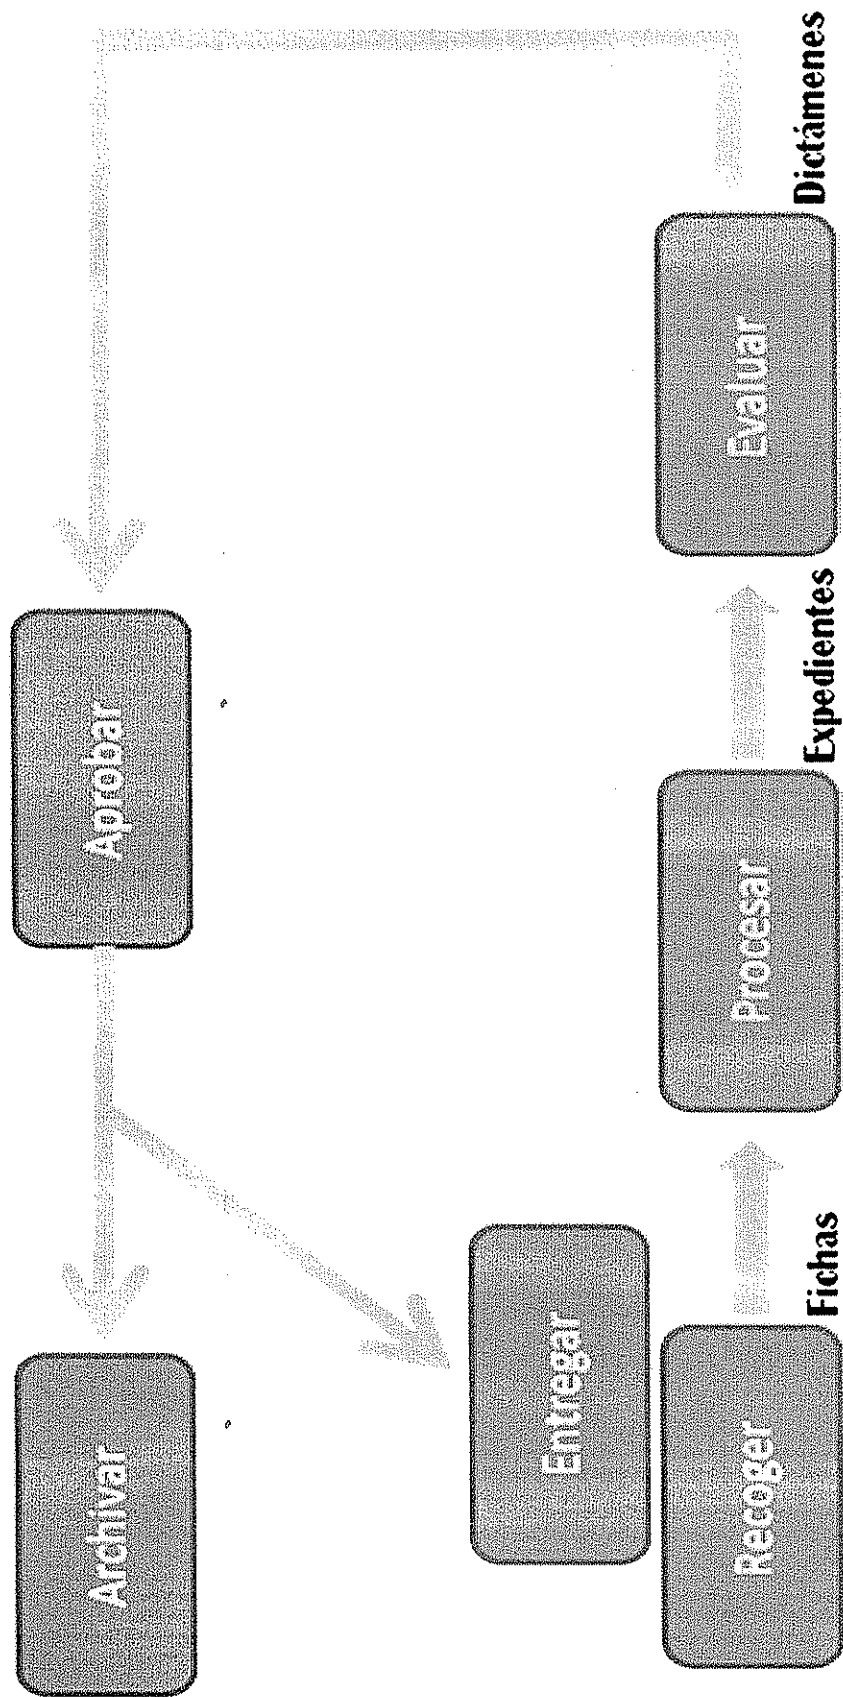 Archivar
Aprobar
Entregar
Recoger
Fichas
Procesar
Expedientes
Evaluar
Dictámenes